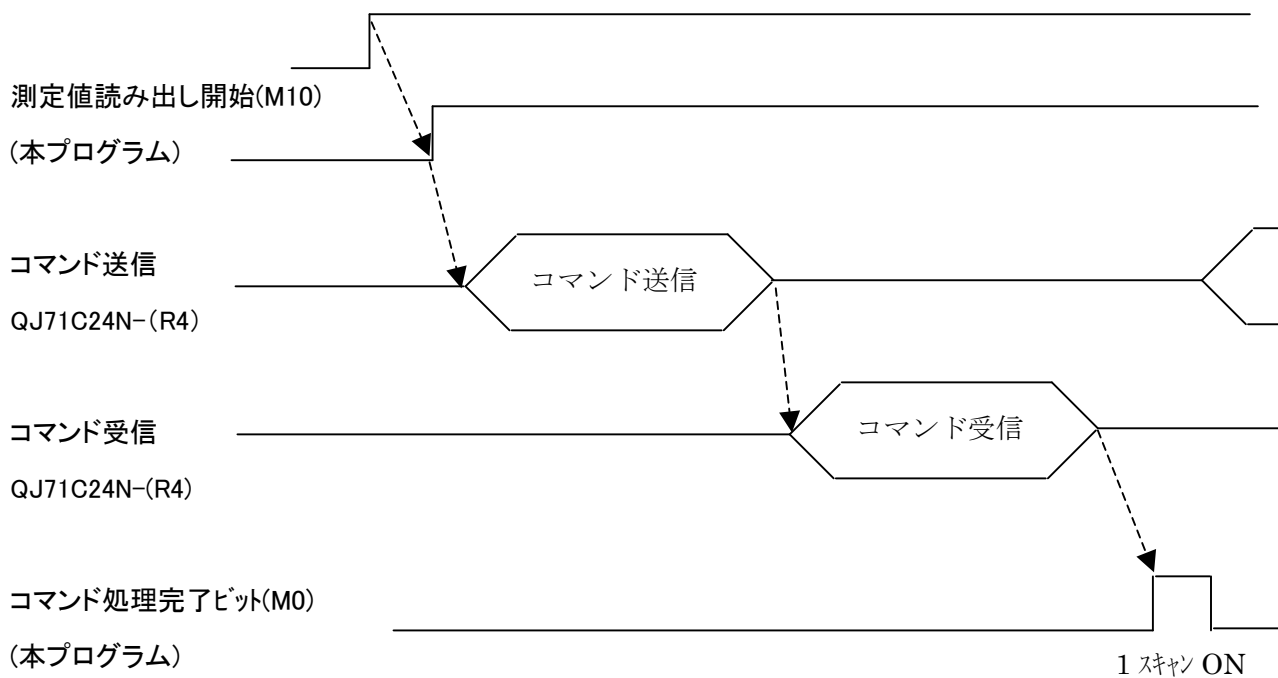 測定値読み出し開始(M10)
(本プログラム)
コマンド送信
コマンド送信
QJ71C24N-(R4)
コマンド受信
コマンド受信
QJ71C24N-(R4)
コマンド処理完了ﾋﾞｯﾄ(M0)
(本プログラム)
1 ｽｷｬﾝ ON